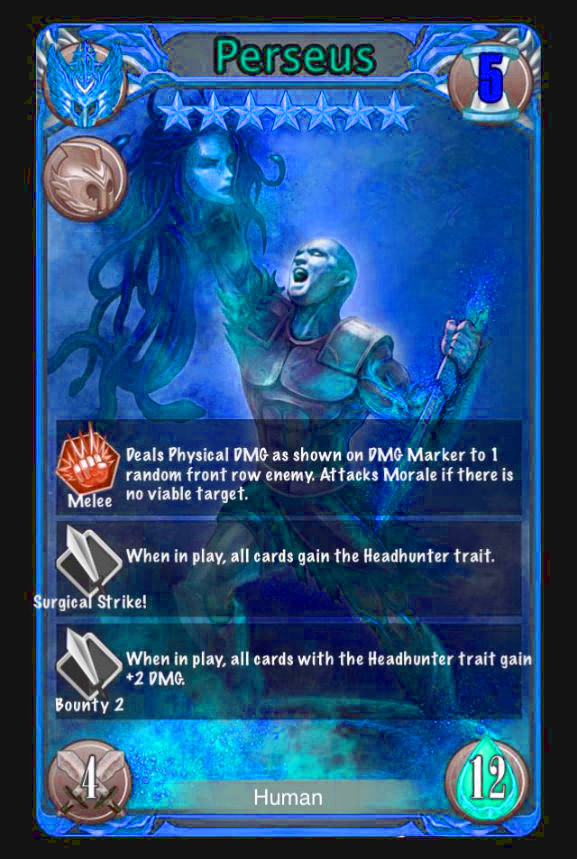 Perseus
5
Deals Physical DMG as shown on DMG Marker to 1
random front row enemy. Attacks Morale if there is
no viable target.
Melee
When in play, all cards gain the Headhunter trait.
Surgical Strike!
When in play, all cards with the Headhunter trait gain
+2 DMG.
Bounty 2
4
Human
12